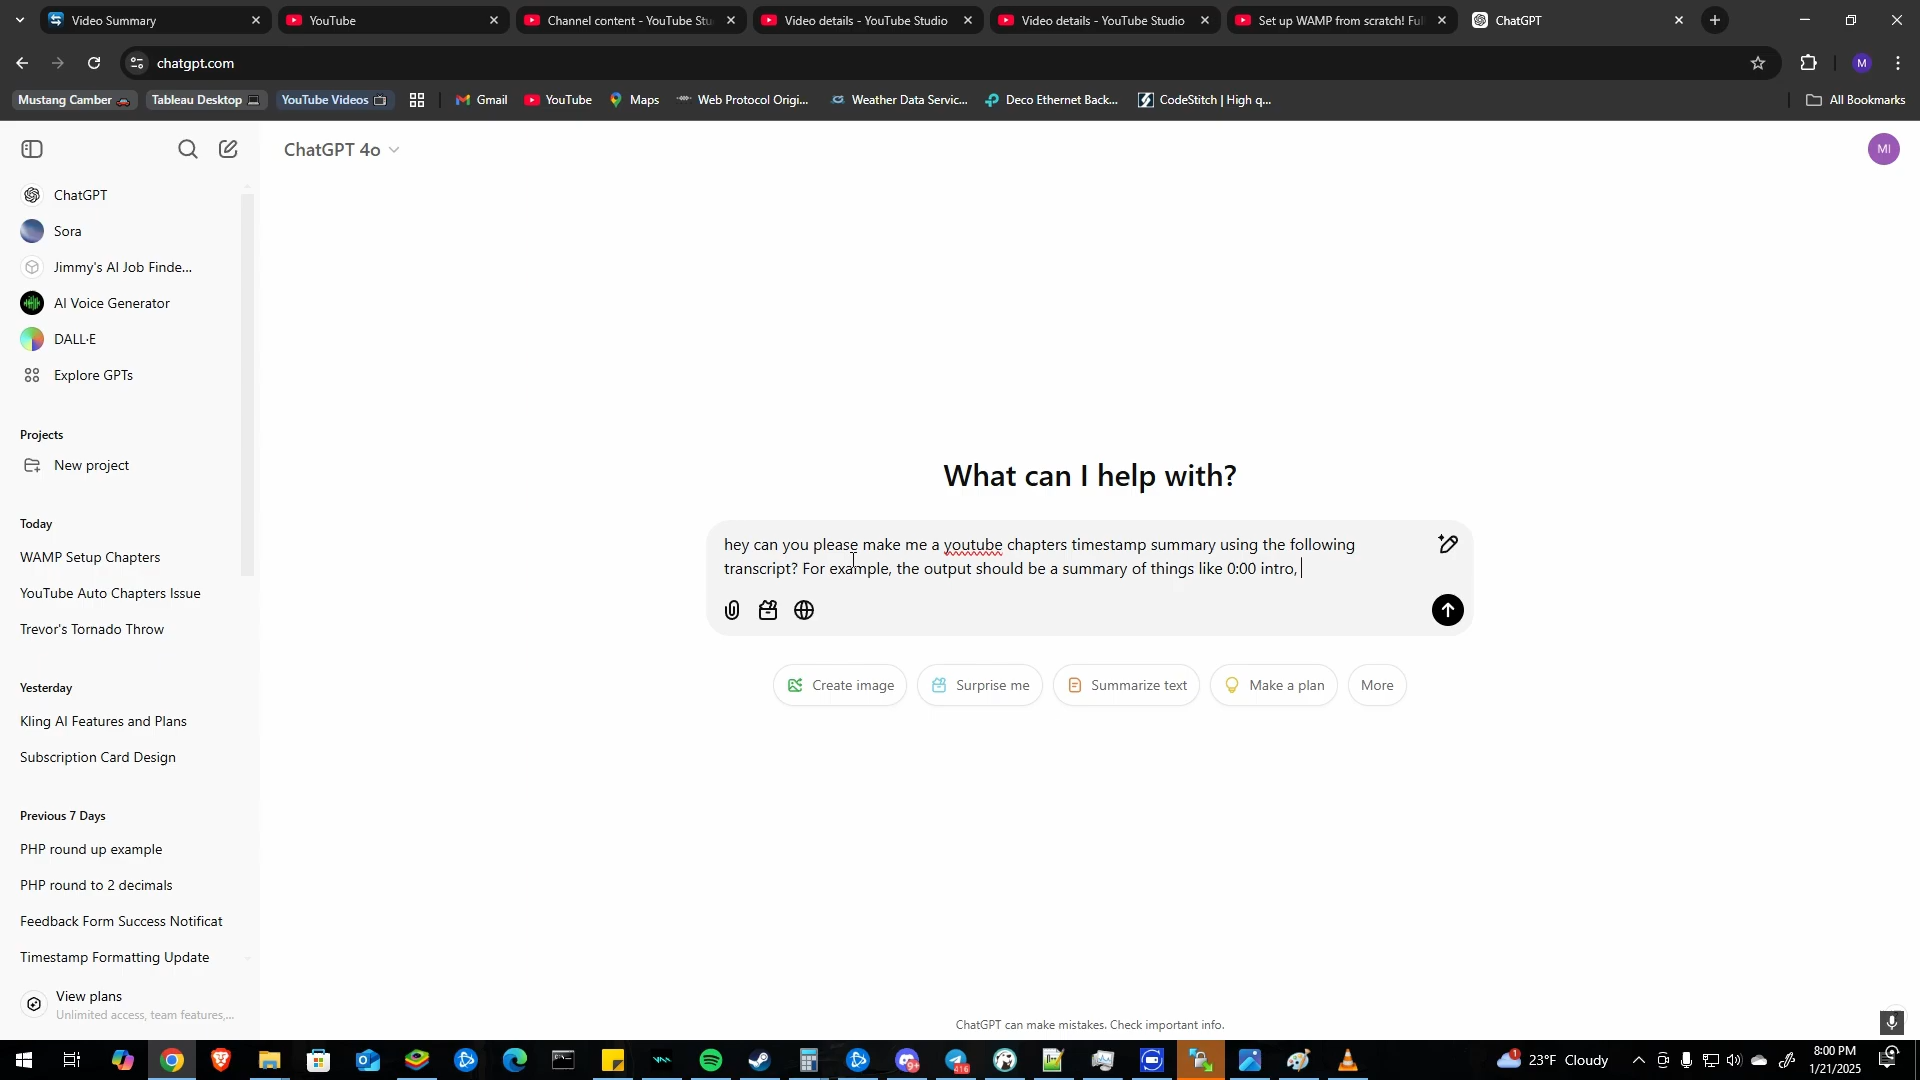 Video Summary
YouTube
Channel content - YouTube Stu
Video details - YouTube Studio
Video details - YouTube Studio
Set up WAMP from scratch! Ful
ChatGPT
chatgpt.com
M
Mustang Camber
Tableau Desktop
YouTube Videos
Gmail
YouTube
Maps
Web Protocol Origi...
Weather Data Servic...
Deco Ethernet Back...
CodeStitch | High q...
All Bookmarks
ChatGPT 4o
MI
ChatGPT
Sora
Jimmy's AI Job Finde...
AI Voice Generator
DALL·E
Explore GPTs
Projects
New project
Today
WAMP Setup Chapters
YouTube Auto Chapters Issue
Trevor's Tornado Throw
Yesterday
Kling AI Features and Plans
Subscription Card Design
Previous 7 Days
PHP round up example
PHP round to 2 decimals
Feedback Form Success Notificat
Timestamp Formatting Update
View plans
Unlimited access, team features,...
What can I help with?
hey can you please make me a youtube chapters timestamp summary using the following
transcript? For example, the output should be a summary of things like 0:00 intro,
Create image
Surprise me
Summarize text
Make a plan
More
ChatGPT can make mistakes. Check important info.
23°F Cloudy
8:00 PM
1/21/2025